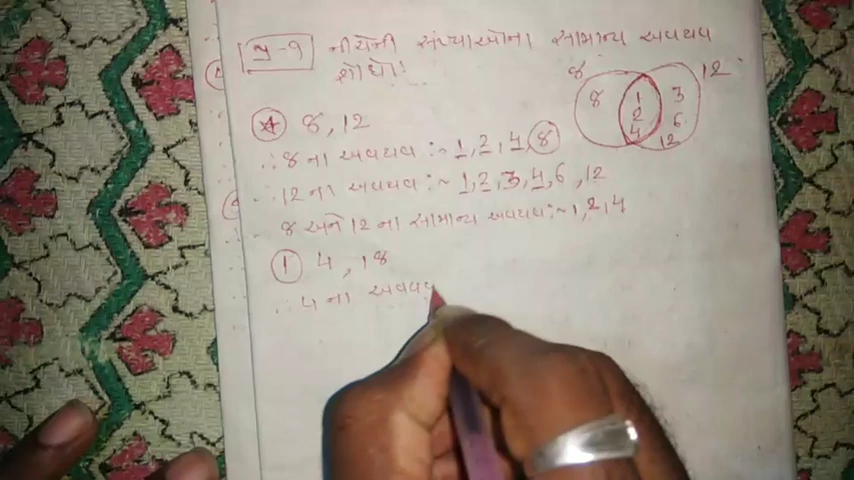 પ્ર-૧ નીચેની સંખ્યાઓના સામાન્ય અવયવ
શોધો:
8, 12
∴ 8 ના અવયવ :~ 1, 2, 4, 8
∴ 12 ના અવયવ :~ 1, 2, 3, 4, 6, 12
8 અને 12 ના સામાન્ય અવયવ :~ 1, 2, 4
① 4, 18
∴ 4 ના અવયવ
8 12
8 1 3
2 6
4 12